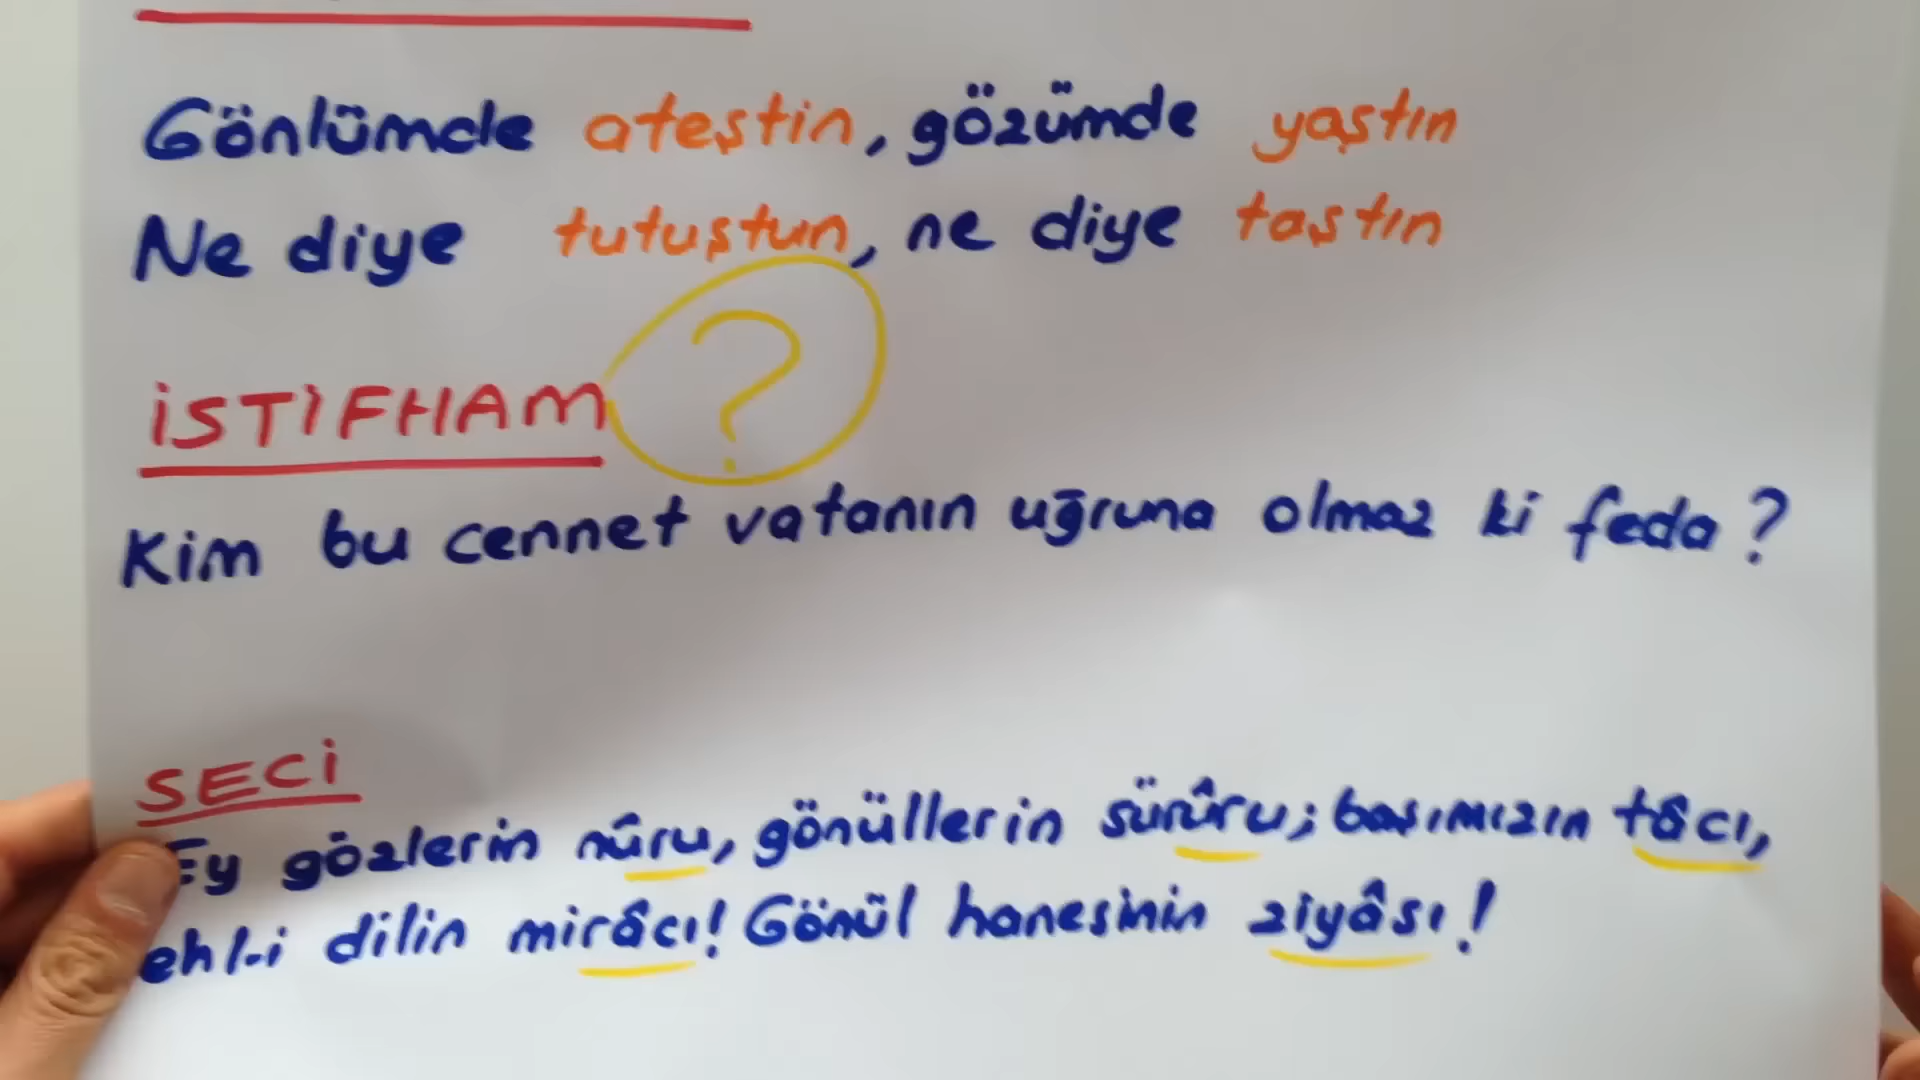 Gönlümde ateştin, gözümde yaştın
Ne diye tutuştun, ne diye taştın
İSTİFHAM ?
Kim bu cennet vatanın uğruna olmaz ki feda?
SECİ
Ey gözlerin nûru, gönüllerin sürûru; başımızın tâcı,
ehl-i dilin mirâcı! Gönül hanesinin ziyâsı!